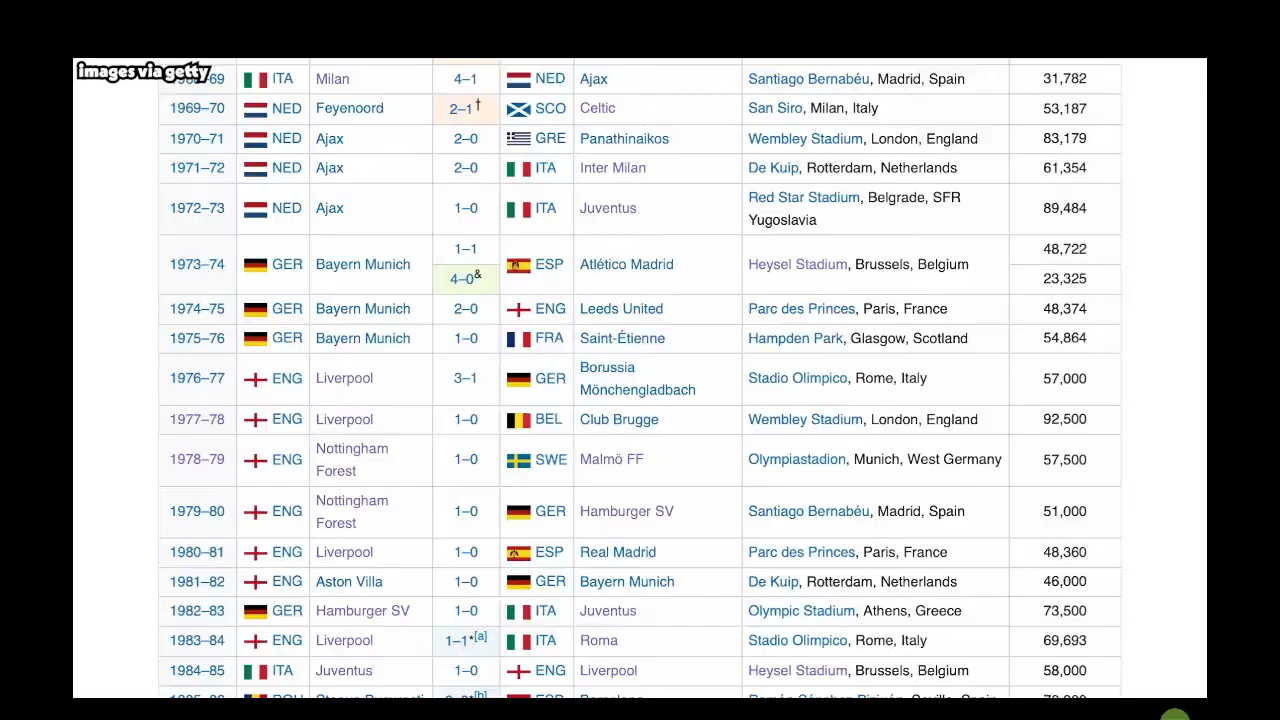 images via getty
69 ITA Milan 4–1 NED Ajax Santiago Bernabéu, Madrid, Spain 31,782
1969–70 NED Feyenoord 2–1† SCO Celtic San Siro, Milan, Italy 53,187
1970–71 NED Ajax 2–0 GRE Panathinaikos Wembley Stadium, London, England 83,179
1971–72 NED Ajax 2–0 ITA Inter Milan De Kuip, Rotterdam, Netherlands 61,354
1972–73 NED Ajax 1–0 ITA Juventus Red Star Stadium, Belgrade, SFR
Yugoslavia 89,484
1–1 48,722
1973–74 GER Bayern Munich ESP Atlético Madrid Heysel Stadium, Brussels, Belgium
4–0& 23,325
1974–75 GER Bayern Munich 2–0 ENG Leeds United Parc des Princes, Paris, France 48,374
1975–76 GER Bayern Munich 1–0 FRA Saint-Étienne Hampden Park, Glasgow, Scotland 54,864
1976–77 ENG Liverpool 3–1 GER Borussia
Mönchengladbach Stadio Olimpico, Rome, Italy 57,000
1977–78 ENG Liverpool 1–0 BEL Club Brugge Wembley Stadium, London, England 92,500
1978–79 ENG Nottingham
Forest 1–0 SWE Malmö FF Olympiastadion, Munich, West Germany 57,500
1979–80 ENG Nottingham
Forest 1–0 GER Hamburger SV Santiago Bernabéu, Madrid, Spain 51,000
1980–81 ENG Liverpool 1–0 ESP Real Madrid Parc des Princes, Paris, France 48,360
1981–82 ENG Aston Villa 1–0 GER Bayern Munich De Kuip, Rotterdam, Netherlands 46,000
1982–83 GER Hamburger SV 1–0 ITA Juventus Olympic Stadium, Athens, Greece 73,500
1983–84 ENG Liverpool 1–1*[a] ITA Roma Stadio Olimpico, Rome, Italy 69,693
1984–85 ITA Juventus 1–0 ENG Liverpool Heysel Stadium, Brussels, Belgium 58,000